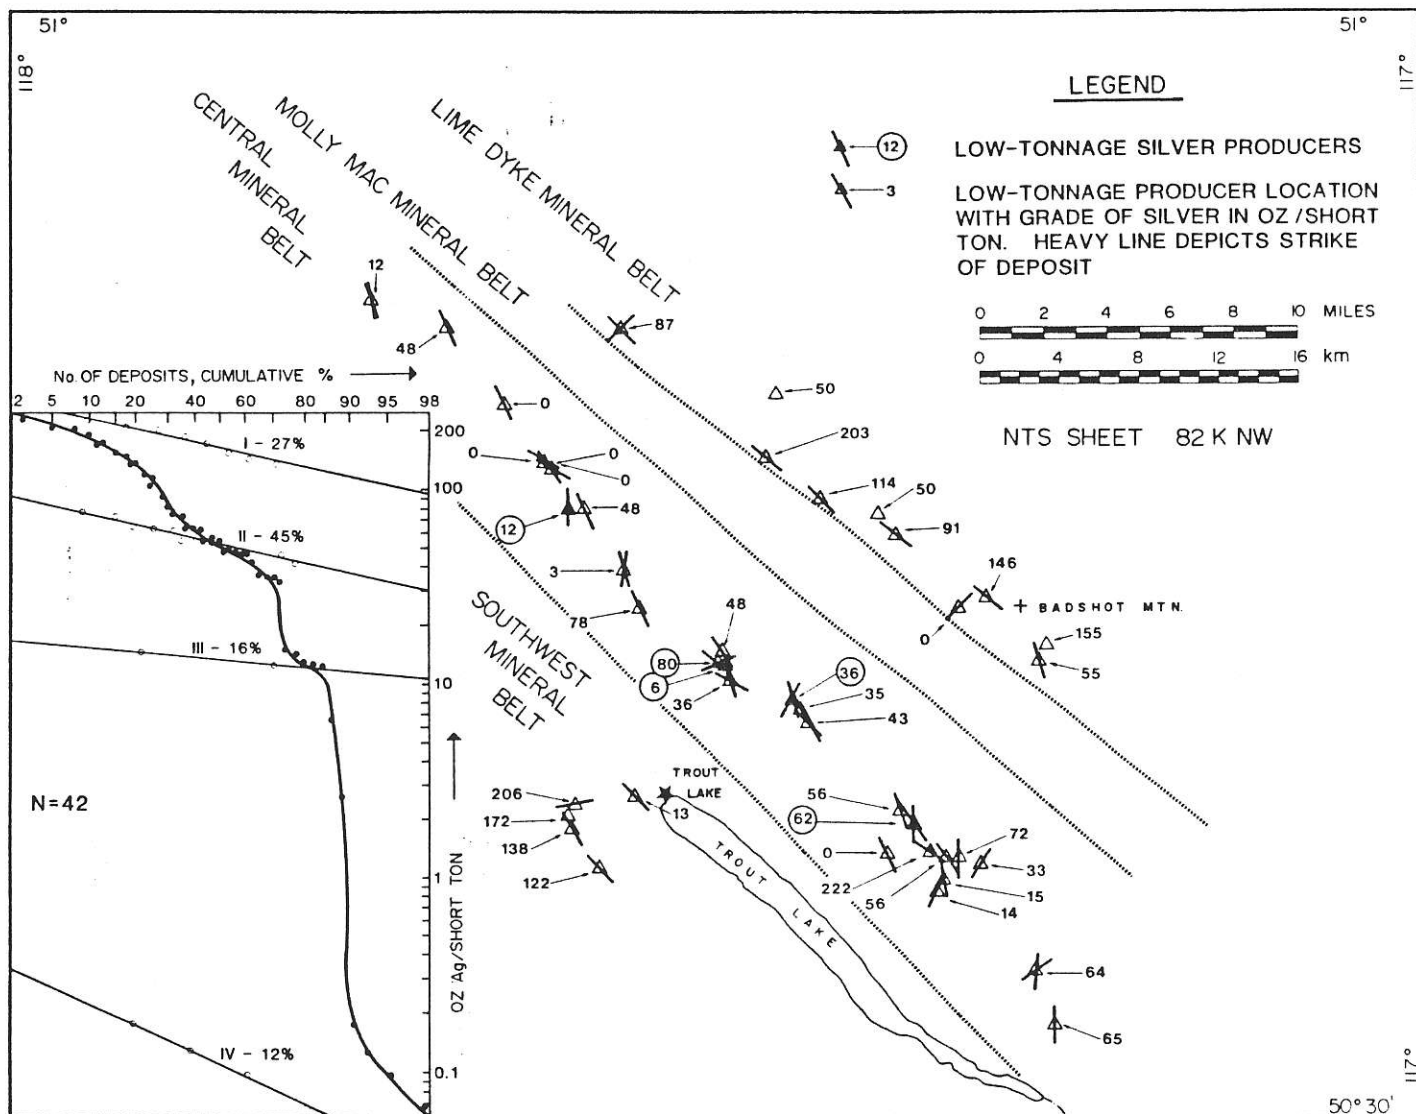 51°
51°
118°
117°
LEGEND
12
LOW-TONNAGE SILVER PRODUCERS
3
LOW-TONNAGE PRODUCER LOCATION
WITH GRADE OF SILVER IN OZ/SHORT
TON. HEAVY LINE DEPICTS STRIKE
OF DEPOSIT
0 2 4 6 8 10 MILES
0 4 8 12 16 km
NTS SHEET 82 K NW
CENTRAL
MINERAL
BELT
MOLLY MAC MINERAL BELT
LIME DYKE MINERAL BELT
12
48
87
50
0
203
0
0
0
114
50
12
48
91
3
146
+ BADSHOT MTN.
78
48
0
155
55
SOUTHWEST
MINERAL
BELT
80
6
36
36
35
43
TROUT
LAKE
13
206
172
138
122
56
62
0
222
56
72
33
15
14
64
65
TROUT LAKE
No. OF DEPOSITS, CUMULATIVE %
2 5 10 20 40 60 80 90 95 98
200
100
10
1
0.1
OZ Ag/SHORT TON
I - 27%
II - 45%
III - 16%
N=42
IV - 12%
117°
50°30'